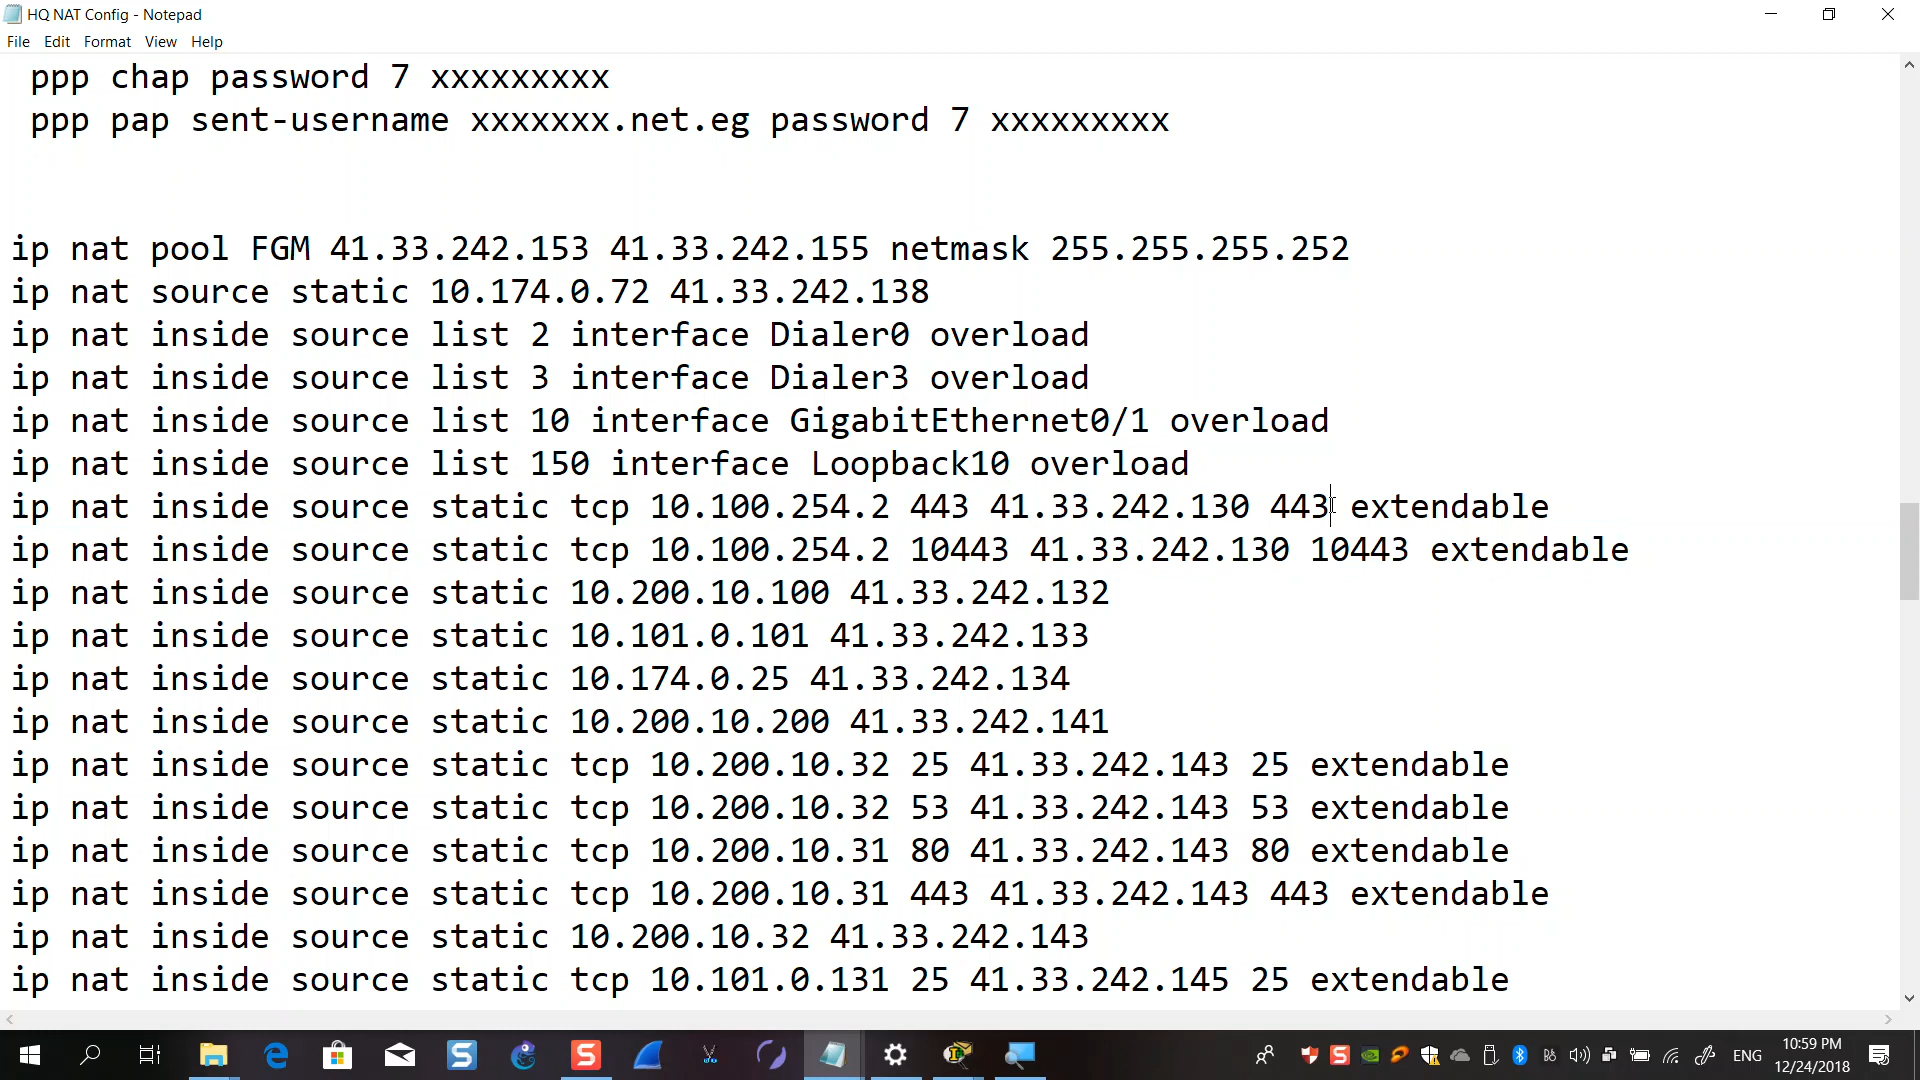 HQ NAT Config - Notepad
File Edit Format View Help
ppp chap password 7 xxxxxxxxx
ppp pap sent-username xxxxxxx.net.eg password 7 xxxxxxxxx
ip nat pool FGM 41.33.242.153 41.33.242.155 netmask 255.255.255.252
ip nat source static 10.174.0.72 41.33.242.138
ip nat inside source list 2 interface Dialer0 overload
ip nat inside source list 3 interface Dialer3 overload
ip nat inside source list 10 interface GigabitEthernet0/1 overload
ip nat inside source list 150 interface Loopback10 overload
ip nat inside source static tcp 10.100.254.2 443 41.33.242.130 443 extendable
ip nat inside source static tcp 10.100.254.2 10443 41.33.242.130 10443 extendable
ip nat inside source static 10.200.10.100 41.33.242.132
ip nat inside source static 10.101.0.101 41.33.242.133
ip nat inside source static 10.174.0.25 41.33.242.134
ip nat inside source static 10.200.10.200 41.33.242.141
ip nat inside source static tcp 10.200.10.32 25 41.33.242.143 25 extendable
ip nat inside source static tcp 10.200.10.32 53 41.33.242.143 53 extendable
ip nat inside source static tcp 10.200.10.31 80 41.33.242.143 80 extendable
ip nat inside source static tcp 10.200.10.31 443 41.33.242.143 443 extendable
ip nat inside source static 10.200.10.32 41.33.242.143
ip nat inside source static tcp 10.101.0.131 25 41.33.242.145 25 extendable
ENG
10:59 PM
12/24/2018